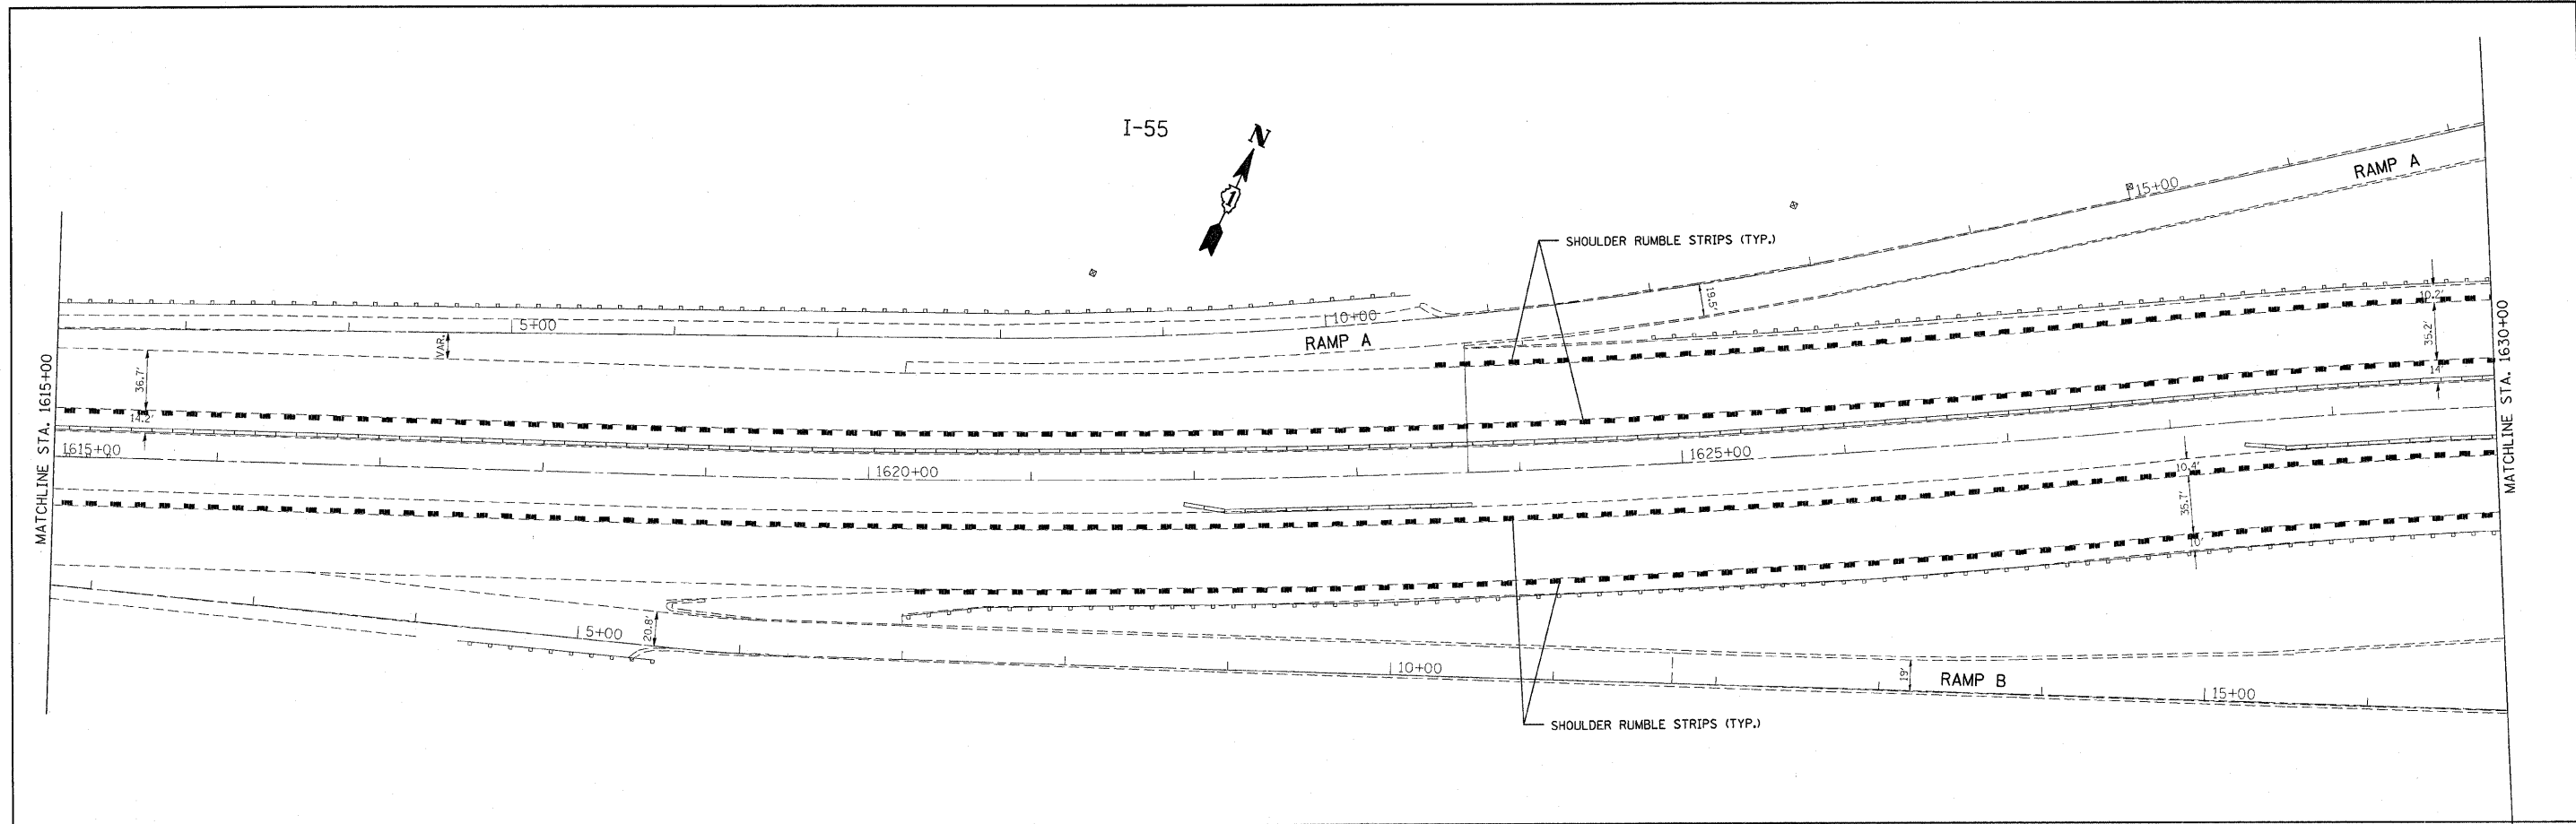 I-55
N
1
15+00
RAMP A
SHOULDER RUMBLE STRIPS (TYP.)
19.5'
10.2'
5+00
10+00
VAR.
RAMP A
35.2'
MATCHLINE STA. 1615+00
36.7'
14'
MATCHLINE STA. 1630+00
14.2'
1615+00
1620+00
1625+00
10.4'
35.7'
10'
5+00
20.8'
10+00
19'
RAMP B
15+00
SHOULDER RUMBLE STRIPS (TYP.)